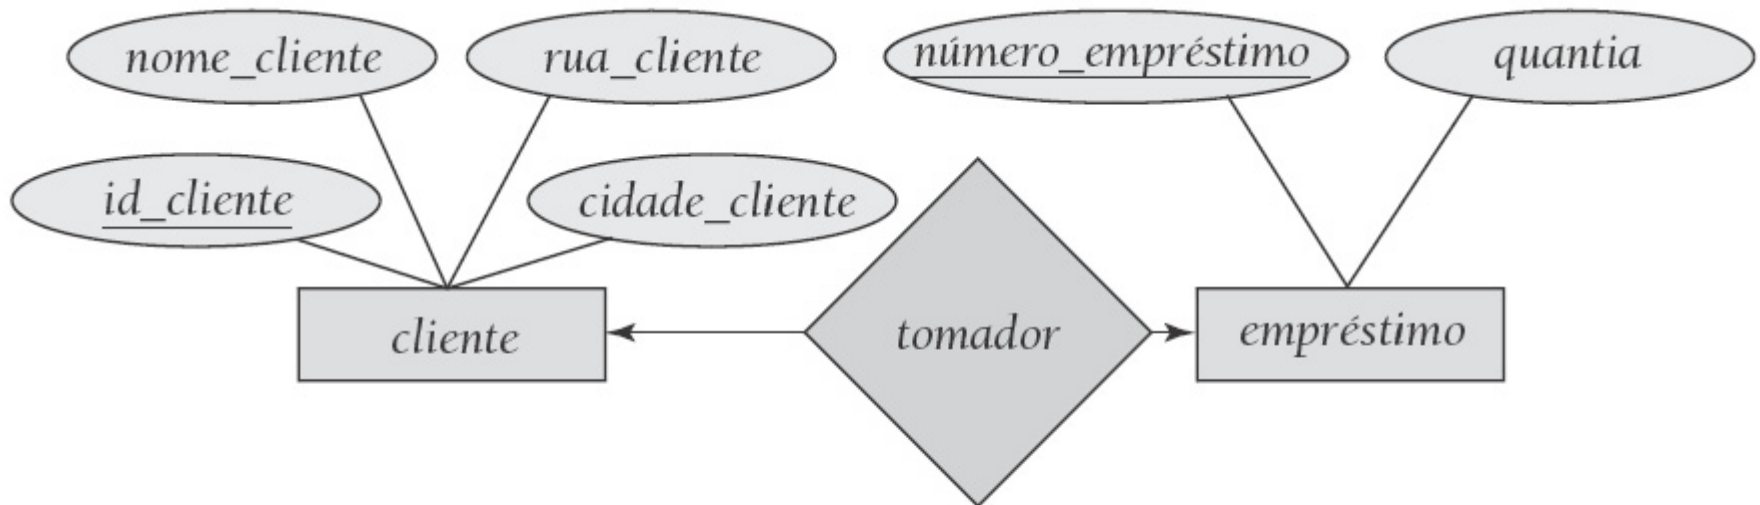 nome_cliente
rua_cliente
número_empréstimo
quantia
id_cliente
cidade_cliente
cliente
tomador
empréstimo